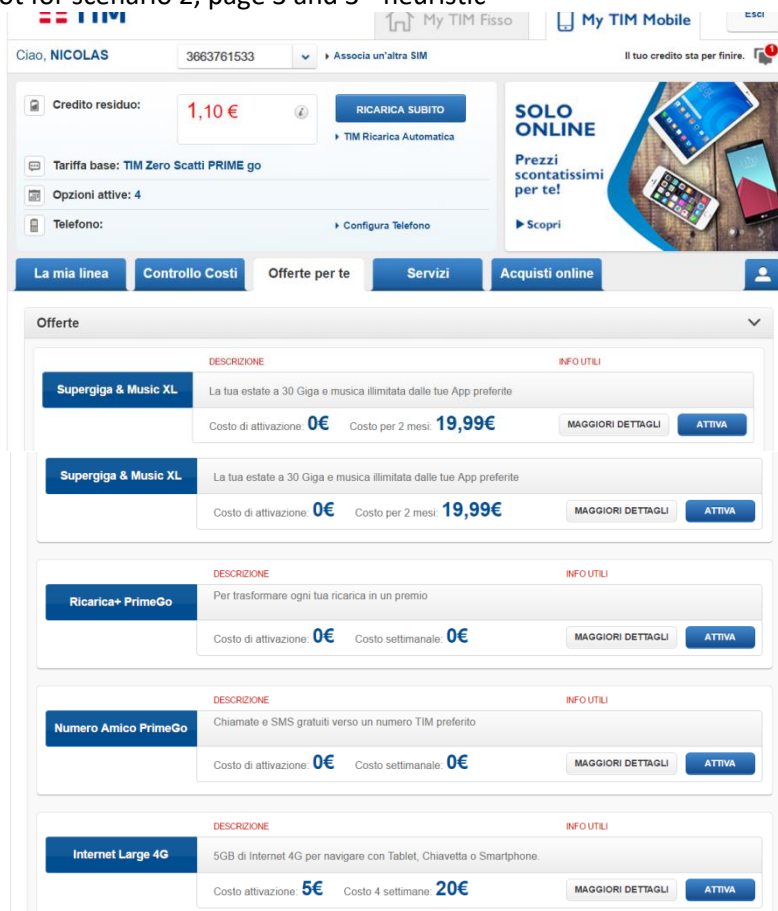 ot for scenario 2, page 3 and 5 - heuristic
TIM
My TIM Fisso
My TIM Mobile
Esci
Ciao, NICOLAS
3663761533
Associa un'altra SIM
Il tuo credito sta per finire.
1
Credito residuo:
1,10 €
RICARICA SUBITO
TIM Ricarica Automatica
Tariffa base: TIM Zero Scatti PRIME go
Opzioni attive: 4
Telefono:
Configura Telefono
SOLO
ONLINE
Prezzi
scontatissimi
per te!
Scopri
La mia linea
Controllo Costi
Offerte per te
Servizi
Acquisti online
Offerte
DESCRIZIONE
INFO UTILI
Supergiga & Music XL
La tua estate a 30 Giga e musica illimitata dalle tue App preferite
Costo di attivazione: 0€ Costo per 2 mesi: 19,99€
MAGGIORI DETTAGLI
ATTIVA
Supergiga & Music XL
La tua estate a 30 Giga e musica illimitata dalle tue App preferite
Costo di attivazione: 0€ Costo per 2 mesi: 19,99€
MAGGIORI DETTAGLI
ATTIVA
DESCRIZIONE
INFO UTILI
Ricarica+ PrimeGo
Per trasformare ogni tua ricarica in un premio
Costo di attivazione: 0€ Costo settimanale: 0€
MAGGIORI DETTAGLI
ATTIVA
DESCRIZIONE
INFO UTILI
Numero Amico PrimeGo
Chiamate e SMS gratuiti verso un numero TIM preferito
Costo di attivazione: 0€ Costo settimanale: 0€
MAGGIORI DETTAGLI
ATTIVA
DESCRIZIONE
INFO UTILI
Internet Large 4G
5GB di Internet 4G per navigare con Tablet, Chiavetta o Smartphone.
Costo attivazione: 5€ Costo 4 settimane: 20€
MAGGIORI DETTAGLI
ATTIVA